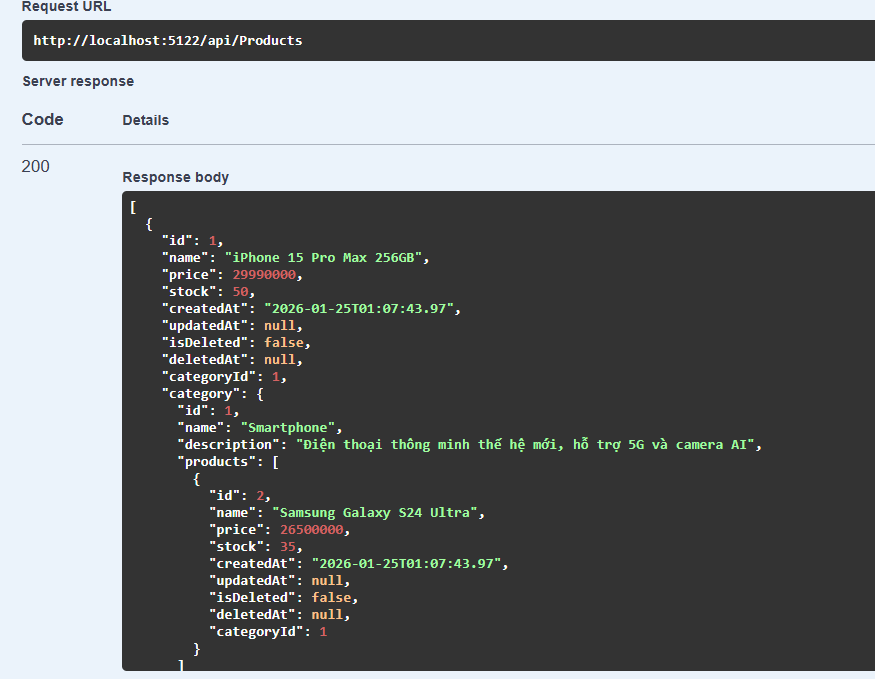 Request URL
http://localhost:5122/api/Products
Server response
Code Details
200
Response body
[
{
"id": 1,
"name": "iPhone 15 Pro Max 256GB",
"price": 29990000,
"stock": 50,
"createdAt": "2026-01-25T01:07:43.97",
"updatedAt": null,
"isDeleted": false,
"deletedAt": null,
"categoryId": 1,
"category": {
"id": 1,
"name": "Smartphone",
"description": "Điện thoại thông minh thế hệ mới, hỗ trợ 5G và camera AI",
"products": [
{
"id": 2,
"name": "Samsung Galaxy S24 Ultra",
"price": 26500000,
"stock": 35,
"createdAt": "2026-01-25T01:07:43.97",
"updatedAt": null,
"isDeleted": false,
"deletedAt": null,
"categoryId": 1
}
]